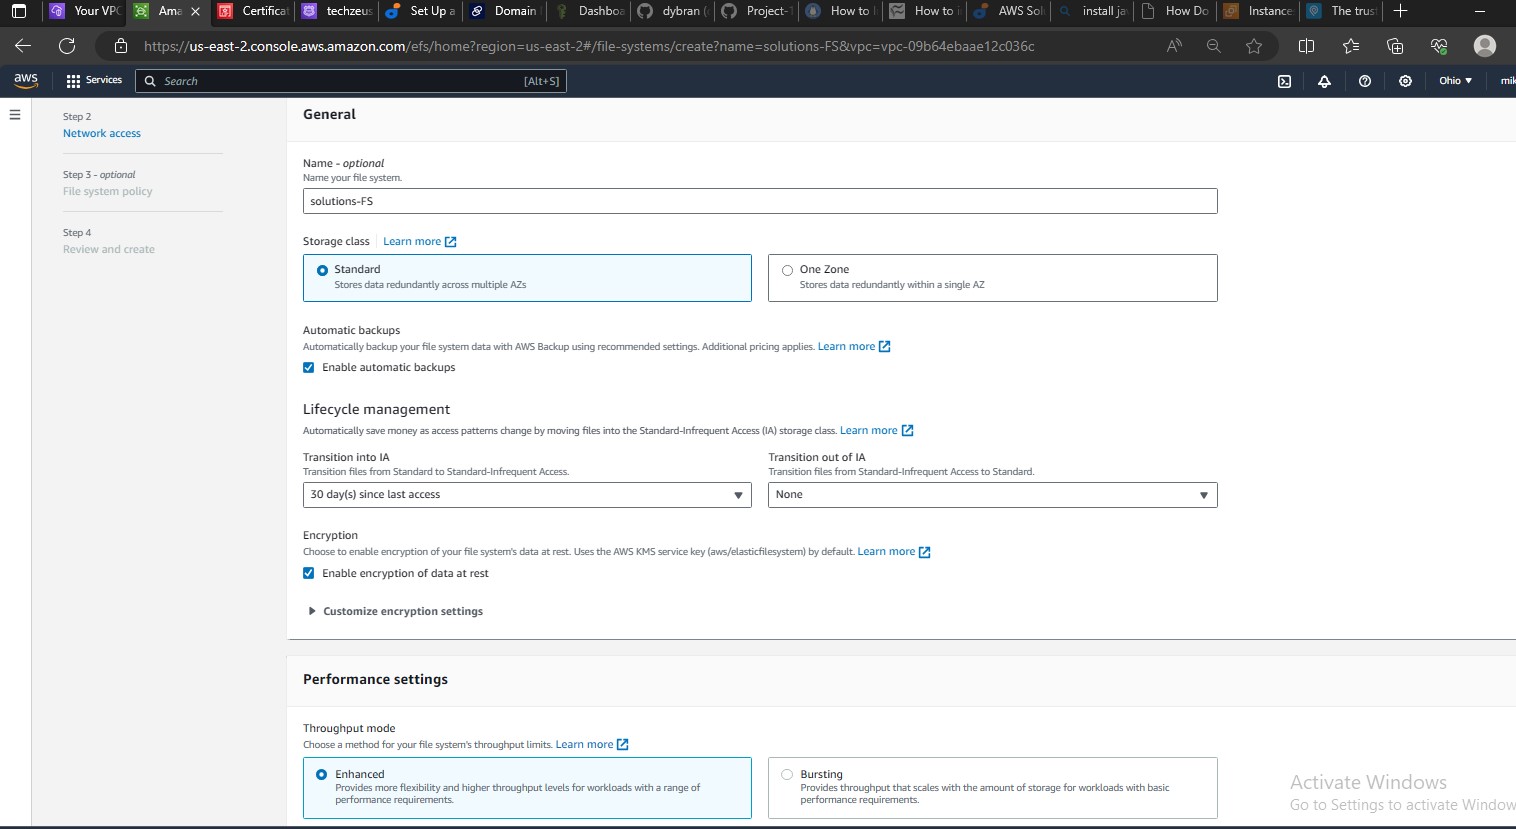 Your VPC
Ama
Certificat
techzeus
Set Up a
Domain
Dashboa
dybran (
Project-1
How to I
How to i
AWS Solu
install ja
How Do
Instance
The trus
https://us-east-2.console.aws.amazon.com/efs/home?region=us-east-2#/file-systems/create?name=solutions-FS&vpc=vpc-09b64ebaae12c036c
aws
Services
Search
[Alt+S]
Ohio
mik
Step 2
Network access
Step 3 - optional
File system policy
Step 4
Review and create
General
Name - optional
Name your file system.
solutions-FS
Storage class
Learn more
Standard
Stores data redundantly across multiple AZs
One Zone
Stores data redundantly within a single AZ
Automatic backups
Automatically backup your file system data with AWS Backup using recommended settings. Additional pricing applies. Learn more
Enable automatic backups
Lifecycle management
Automatically save money as access patterns change by moving files into the Standard-Infrequent Access (IA) storage class. Learn more
Transition into IA
Transition files from Standard to Standard-Infrequent Access.
30 day(s) since last access
Transition out of IA
Transition files from Standard-Infrequent Access to Standard.
None
Encryption
Choose to enable encryption of your file system's data at rest. Uses the AWS KMS service key (aws/elasticfilesystem) by default. Learn more
Enable encryption of data at rest
Customize encryption settings
Performance settings
Throughput mode
Choose a method for your file system's throughput limits. Learn more
Enhanced
Provides more flexibility and higher throughput levels for workloads with a range of
performance requirements.
Bursting
Provides throughput that scales with the amount of storage for workloads with basic
performance requirements.
Activate Windows
Go to Settings to activate Window